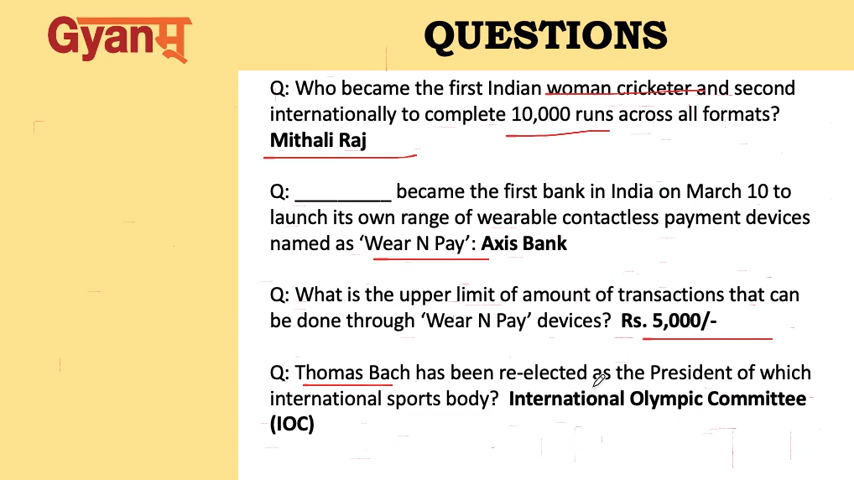 Gyanम्
QUESTIONS
Q: Who became the first Indian woman cricketer and second
internationally to complete 10,000 runs across all formats?
Mithali Raj
Q: __________ became the first bank in India on March 10 to
launch its own range of wearable contactless payment devices
named as ‘Wear N Pay’: Axis Bank
Q: What is the upper limit of amount of transactions that can
be done through ‘Wear N Pay’ devices? Rs. 5,000/-
Q: Thomas Bach has been re-elected as the President of which
international sports body? International Olympic Committee
(IOC)